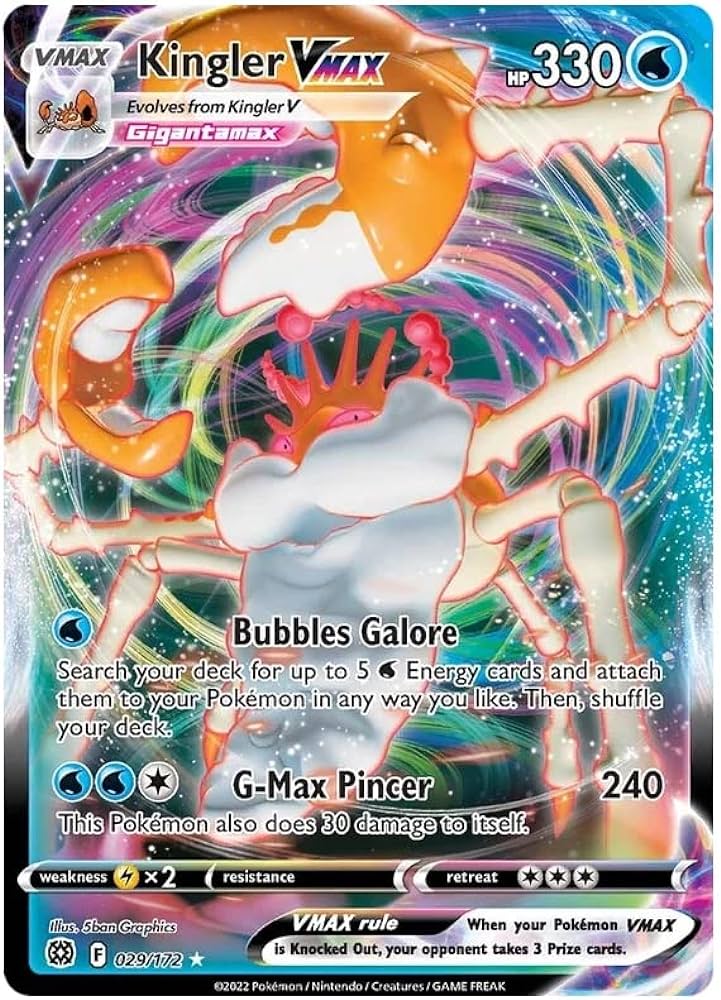 VMAX Kingler VMAX HP 330
Evolves from Kingler V
Gigantamax
Bubbles Galore
Search your deck for up to 5 Energy cards and attach
them to your Pokémon in any way you like. Then, shuffle
your deck.
G-Max Pincer 240
This Pokémon also does 30 damage to itself.
weakness ×2 resistance retreat
Illus. 5ban Graphics
VMAX rule When your Pokémon VMAX
is Knocked Out, your opponent takes 3 Prize cards.
F 029/172 ★
©2022 Pokémon / Nintendo / Creatures / GAME FREAK